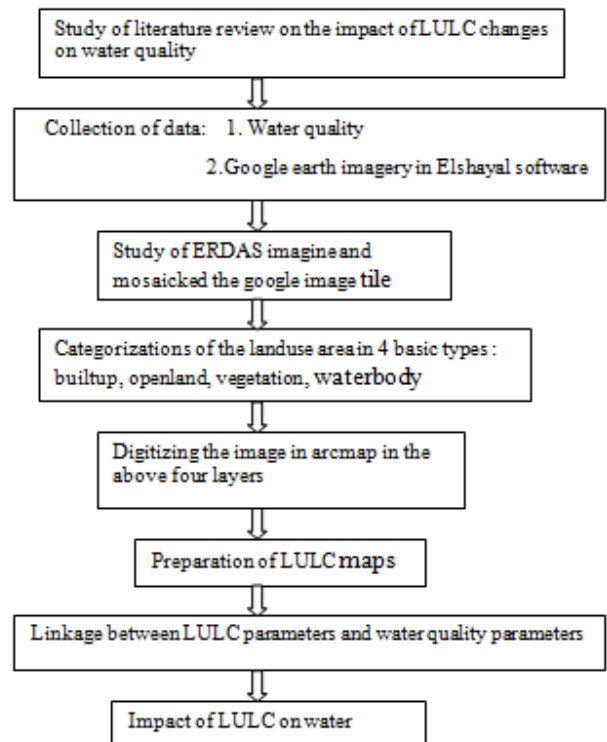 Study of literature review on the impact of LULC changes
on water quality
Collection of data: 1. Water quality
2.Google earth imagery in Elshayal software
Study of ERDAS imagine and
mosaicked the google image tile
Categorizations of the landuse area in 4 basic types :
builtup, openland, vegetation, waterbody
Digitizing the image in arcmap in the
above four layers
Preparation of LULC maps
Linkage between LULC parameters and water quality parameters
Impact of LULC on water